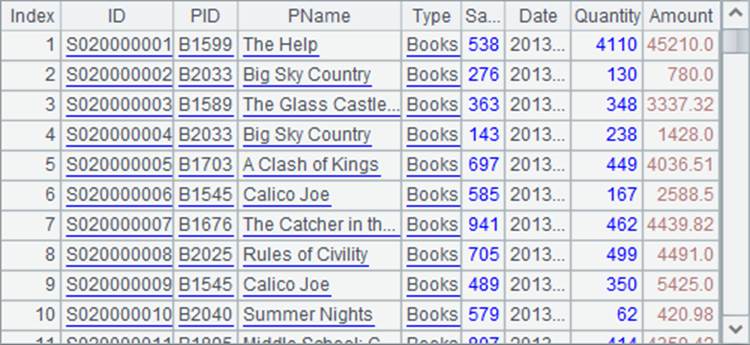 Index ID PID PName Type Sa... Date Quantity Amount
1 S020000001 B1599 The Help Books 538 2013... 4110 45210.0
2 S020000002 B2033 Big Sky Country Books 276 2013... 130 780.0
3 S020000003 B1589 The Glass Castle... Books 363 2013... 348 3337.32
4 S020000004 B2033 Big Sky Country Books 143 2013... 238 1428.0
5 S020000005 B1703 A Clash of Kings Books 697 2013... 449 4036.51
6 S020000006 B1545 Calico Joe Books 585 2013... 167 2588.5
7 S020000007 B1676 The Catcher in th... Books 941 2013... 462 4439.82
8 S020000008 B2025 Rules of Civility Books 705 2013... 499 4491.0
9 S020000009 B1545 Calico Joe Books 489 2013... 350 5425.0
10 S020000010 B2040 Summer Nights Books 579 2013... 62 420.98
11 S020000011 Middle School: Books 2013...